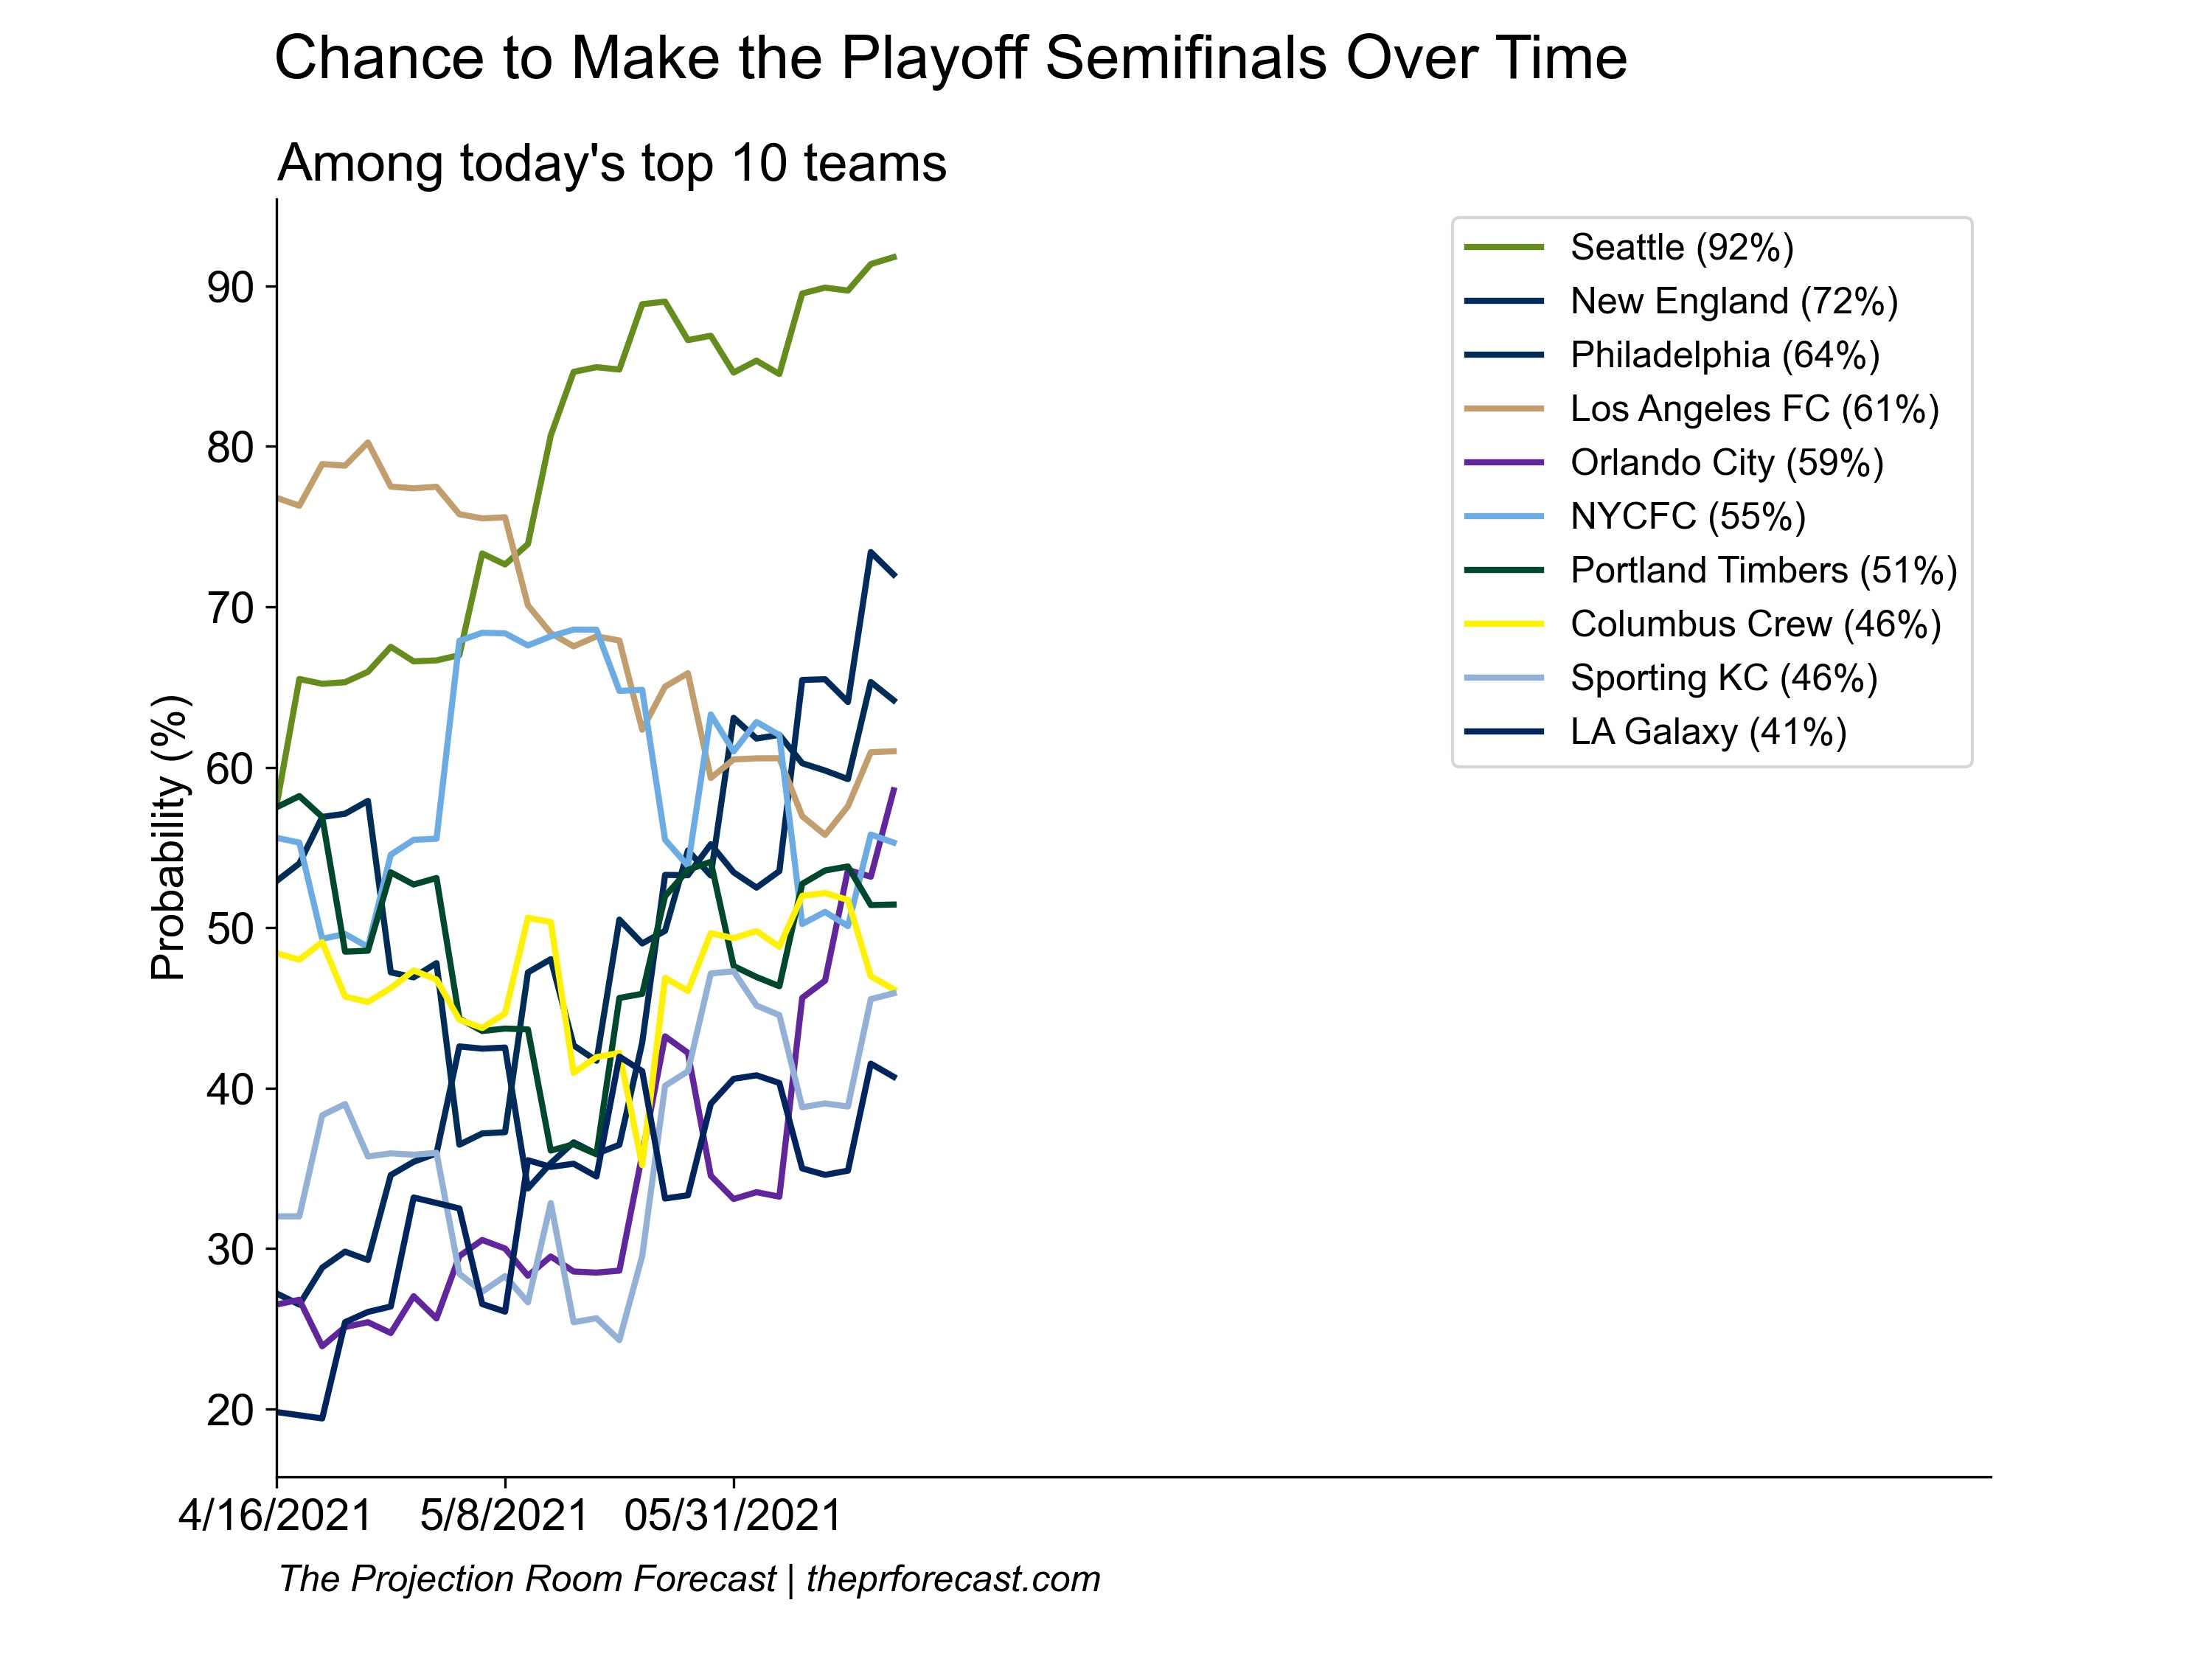 Chance to Make the Playoff Semifinals Over Time
Among today's top 10 teams
Probability (%)
90
80
70
60
50
40
30
20
4/16/2021
5/8/2021
05/31/2021
Seattle (92%)
New England (72%)
Philadelphia (64%)
Los Angeles FC (61%)
Orlando City (59%)
NYCFC (55%)
Portland Timbers (51%)
Columbus Crew (46%)
Sporting KC (46%)
LA Galaxy (41%)
The Projection Room Forecast | theprforecast.com